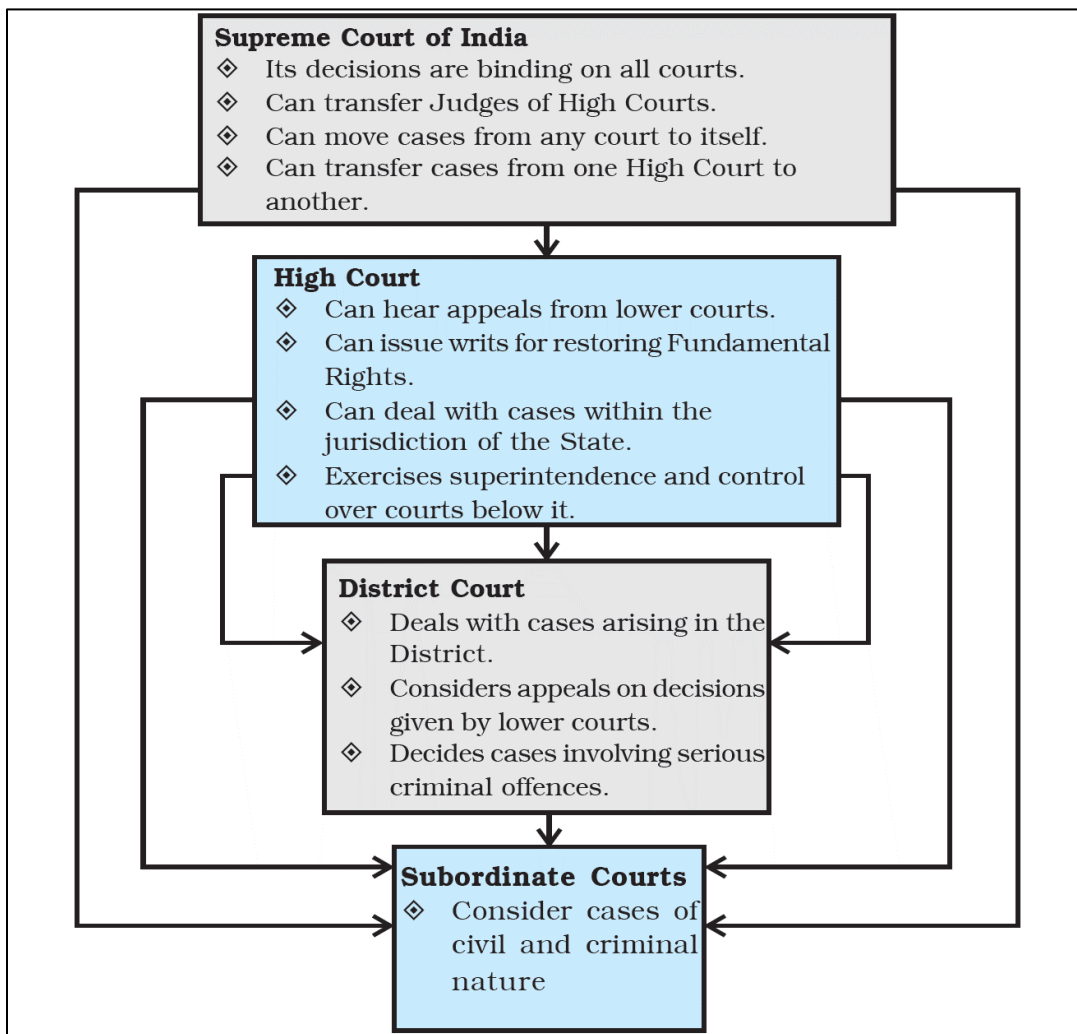 Supreme Court of India
◈ Its decisions are binding on all courts.
◈ Can transfer Judges of High Courts.
◈ Can move cases from any court to itself.
◈ Can transfer cases from one High Court to
another.
High Court
◈ Can hear appeals from lower courts.
◈ Can issue writs for restoring Fundamental
Rights.
◈ Can deal with cases within the
jurisdiction of the State.
◈ Exercises superintendence and control
over courts below it.
District Court
◈ Deals with cases arising in the
District.
◈ Considers appeals on decisions
given by lower courts.
◈ Decides cases involving serious
criminal offences.
Subordinate Courts
◈ Consider cases of
civil and criminal
nature